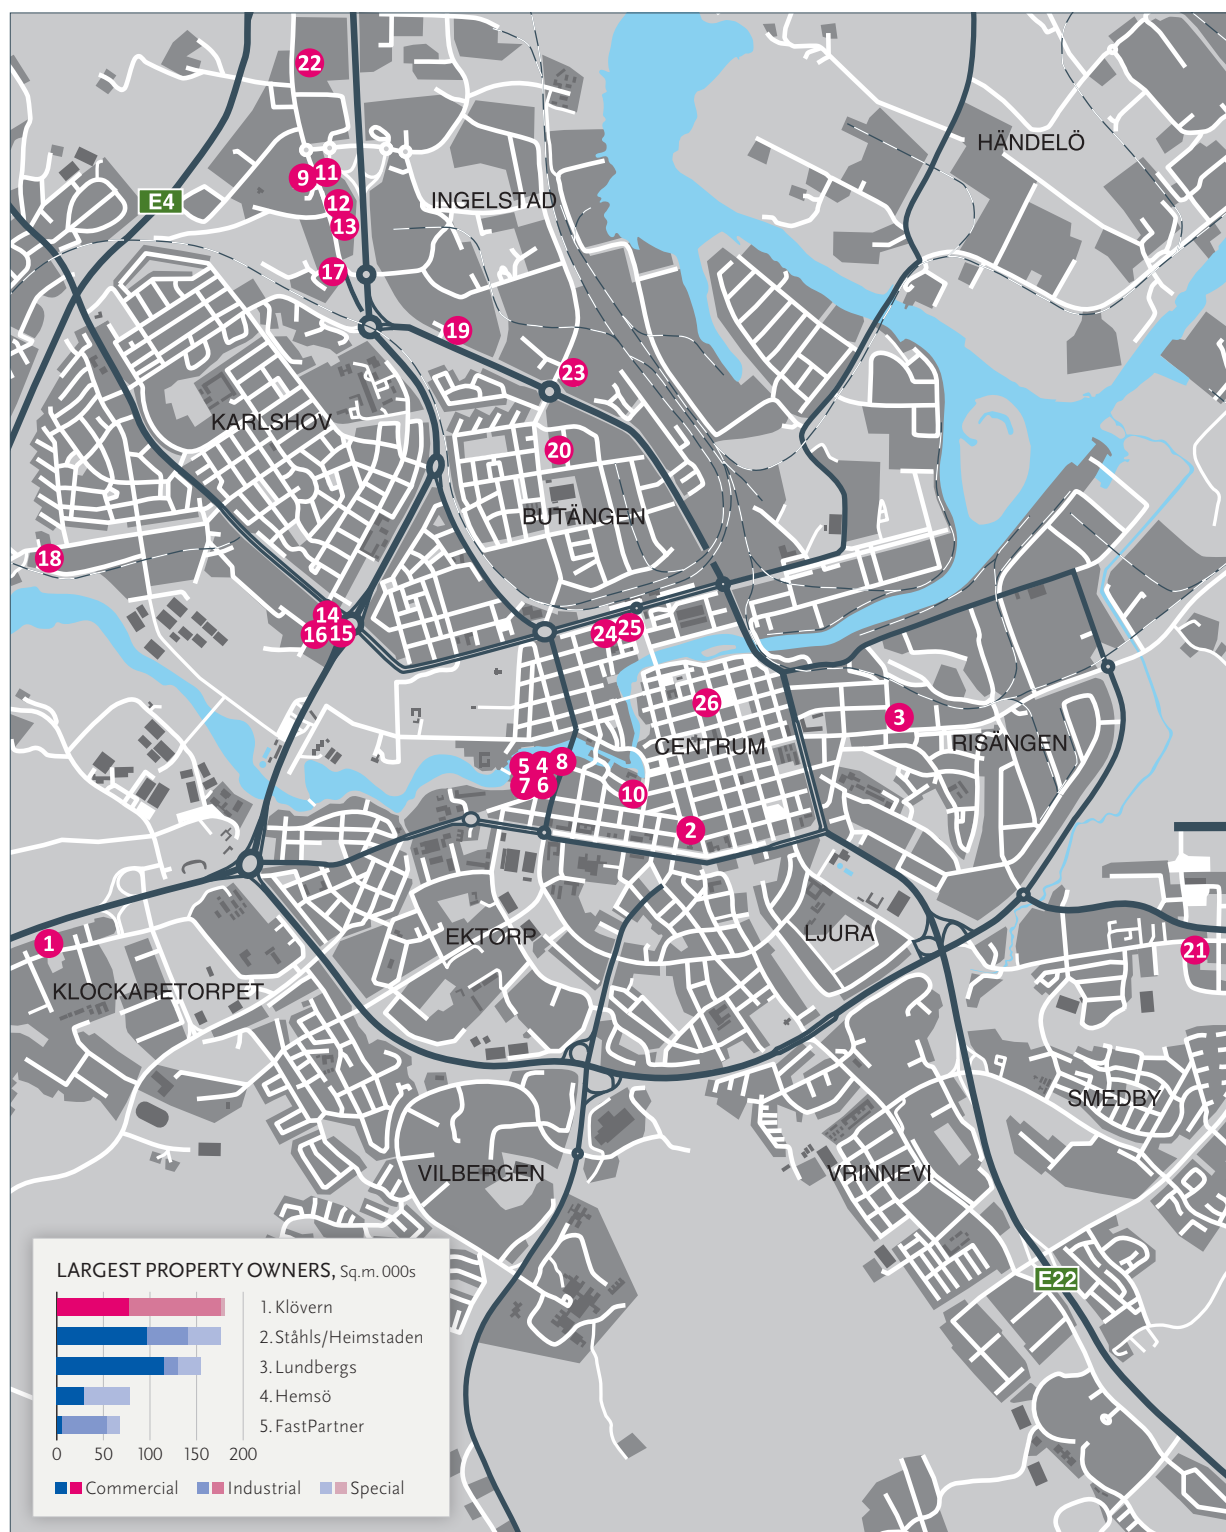 22
HÄNDELÖ
9
11
E4
12
INGELSTAD
13
17
19
23
KARLSHOV
20
BUTÄNGEN
18
14
16
15
24
25
26
3
CENTRUM
RISÄNGEN
5
4
8
7
6
10
2
1
EKTORP
LJURA
21
KLOCKARETORPET
SMEDBY
VILBERGEN
VRINNEVI
E22
LARGEST PROPERTY OWNERS, Sq.m. 000s
1. Klövern
2. Ståhls/Heimstaden
3. Lundbergs
4. Hemsö
5. FastPartner
0 50 100 150 200
Commercial Industrial Special